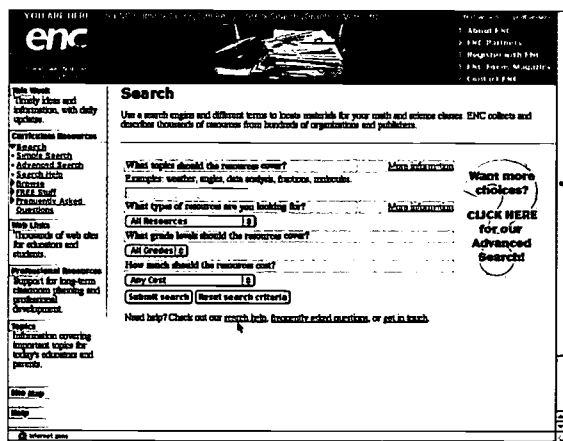 YOU ARE HERE
enc
About ENC
ENC Partners
Register with ENC
ENC Focus Magazine
Contact ENC
This Week
Timely ideas and
information, with daily
updates.
Curriculum Resources
Search
Simple Search
Advanced Search
Search Help
Browse
FREE Stuff
Frequently Asked
Questions
Web Links
Thousands of web sites
for educators and
students.
Professional Resources
Support for long-term
classroom planning and
professional
development.
Topics
Information covering
important topics for
today's educators and
parents.
Site Map
Help
Search
Use a search engine and different terms to locate materials for your math and science classes. ENC collects and
describes thousands of resources from hundreds of organizations and publishers.
What topics should the resources cover? More information
Examples: weather, angles, data analysis, fractions, molecules.
What types of resources are you looking for? More information
All Resources
What grade levels should the resources cover?
All Grades
How much should the resources cost?
Any Cost
Submit search Reset search criteria
Need help? Check out our search help, frequently asked questions, or get in touch.
Want more
choices?
CLICK HERE
for our
Advanced
Search!
Internet zone